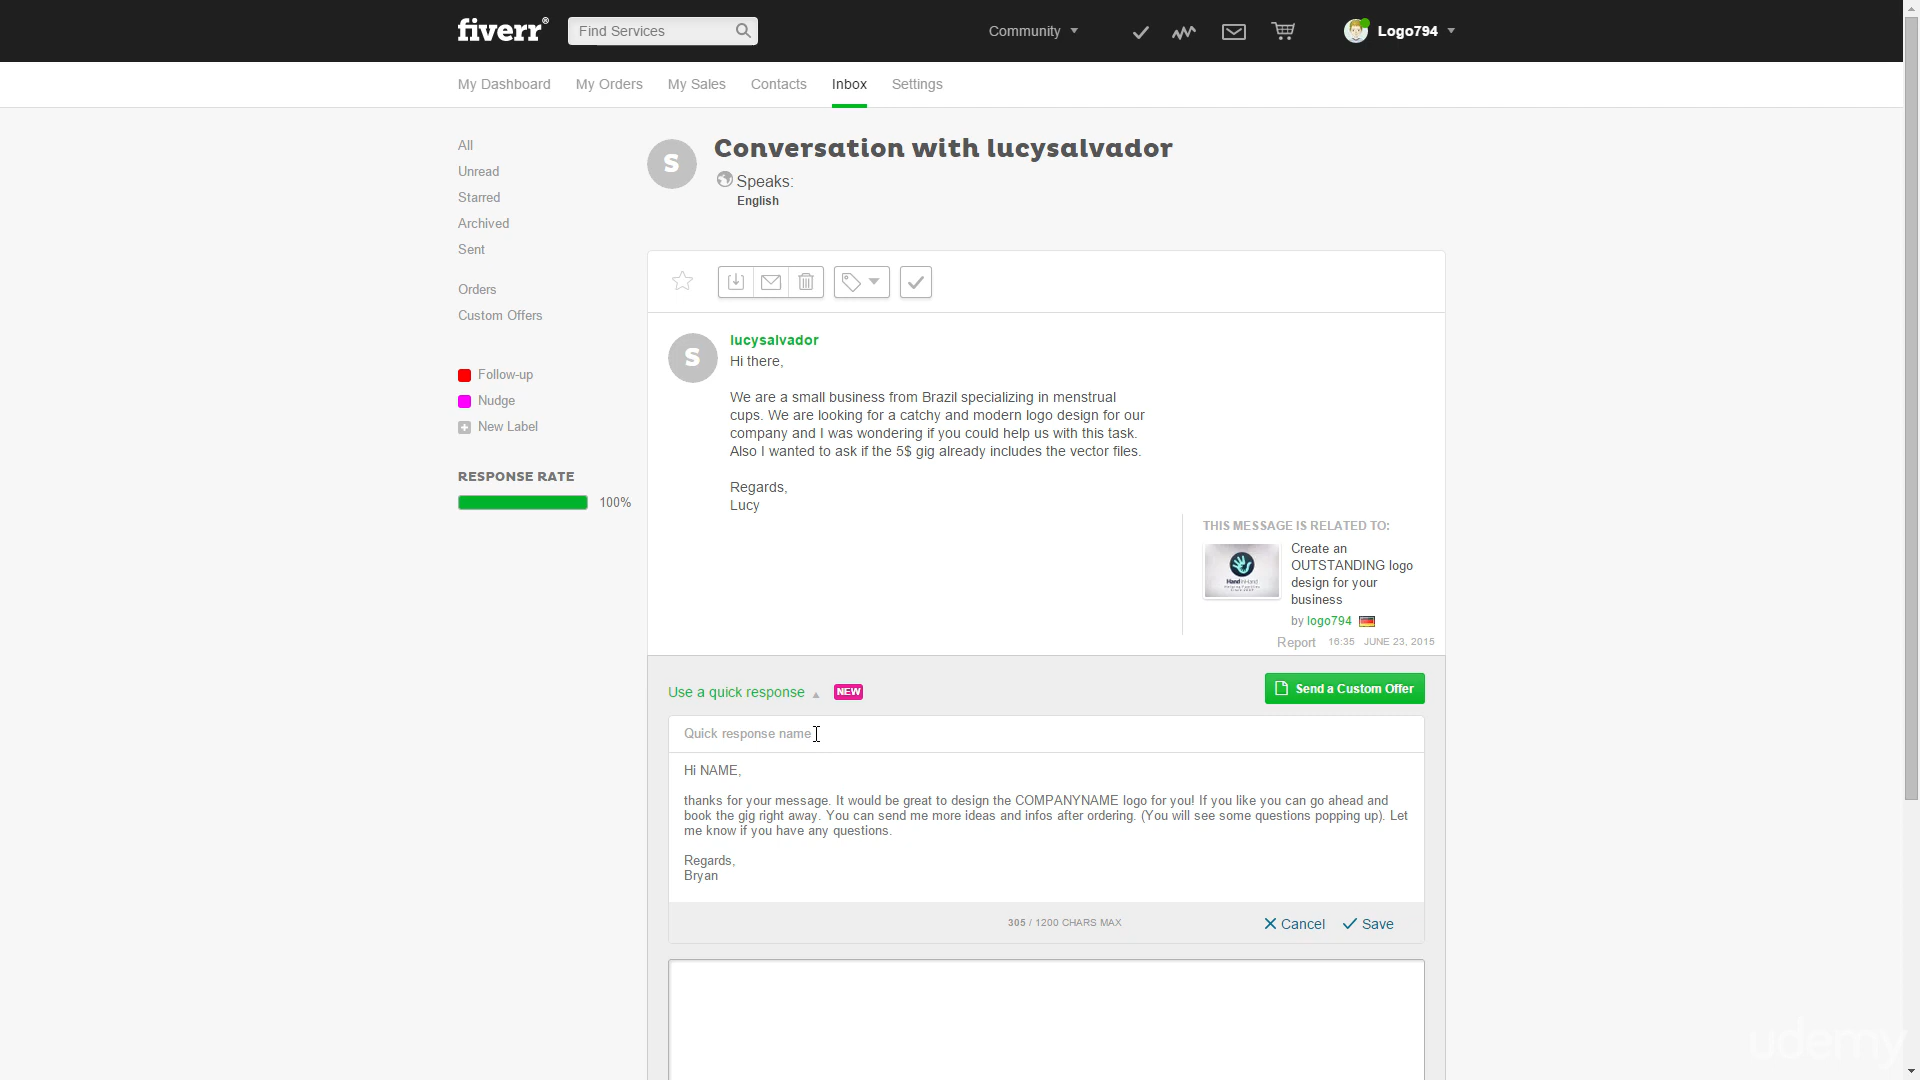 fiverr®
Find Services
Community
Logo794
My Dashboard
My Orders
My Sales
Contacts
Inbox
Settings
All
Unread
Starred
Archived
Sent
Orders
Custom Offers
Follow-up
Nudge
New Label
RESPONSE RATE
100%
S
Conversation with lucysalvador
Speaks:
English
S
lucysalvador
Hi there,
We are a small business from Brazil specializing in menstrual
cups. We are looking for a catchy and modern logo design for our
company and I was wondering if you could help us with this task.
Also I wanted to ask if the 5$ gig already includes the vector files.
Regards,
Lucy
THIS MESSAGE IS RELATED TO:
HandinHand
Create an
OUTSTANDING logo
design for your
business
by logo794
Report 16:35 JUNE 23, 2015
Use a quick response
NEW
Send a Custom Offer
Quick response name
Hi NAME,
thanks for your message. It would be great to design the COMPANYNAME logo for you! If you like you can go ahead and
book the gig right away. You can send me more ideas and infos after ordering. (You will see some questions popping up). Let
me know if you have any questions.
Regards,
Bryan
305 / 1200 CHARS MAX
Cancel
Save
udemy